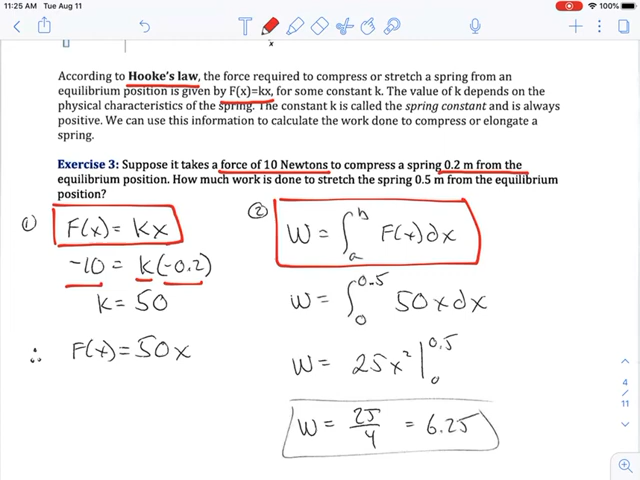 11:25 AM Tue Aug 11
100%
x
According to Hooke's law, the force required to compress or stretch a spring from an
equilibrium position is given by F(x)=kx, for some constant k. The value of k depends on the
physical characteristics of the spring. The constant k is called the spring constant and is always
positive. We can use this information to calculate the work done to compress or elongate a
spring.
Exercise 3: Suppose it takes a force of 10 Newtons to compress a spring 0.2 m from the
equilibrium position. How much work is done to stretch the spring 0.5 m from the equilibrium
position?
① F(x) = kx
-10 = k(-0.2)
k = 50
∴ F(x) = 50x
② W = ∫_a^b F(x)dx
W = ∫_0^0.5 50xdx
W = 25x² |_0^0.5
W = 25/4 = 6.25
4
11